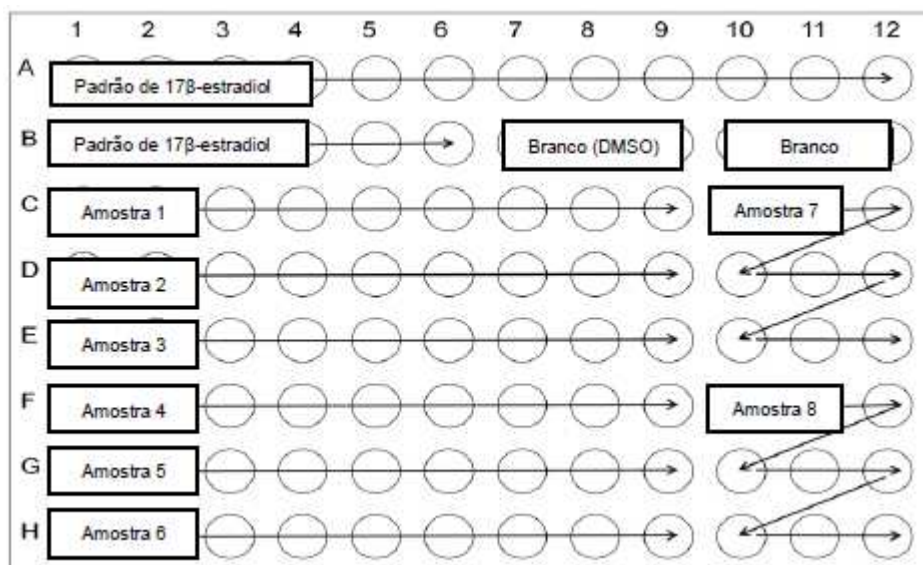 1 2 3 4 5 6 7 8 9 10 11 12
A Padrão de 17β-estradiol
B Padrão de 17β-estradiol Branco (DMSO) Branco
C Amostra 1 Amostra 7
D Amostra 2
E Amostra 3
F Amostra 4 Amostra 8
G Amostra 5
H Amostra 6